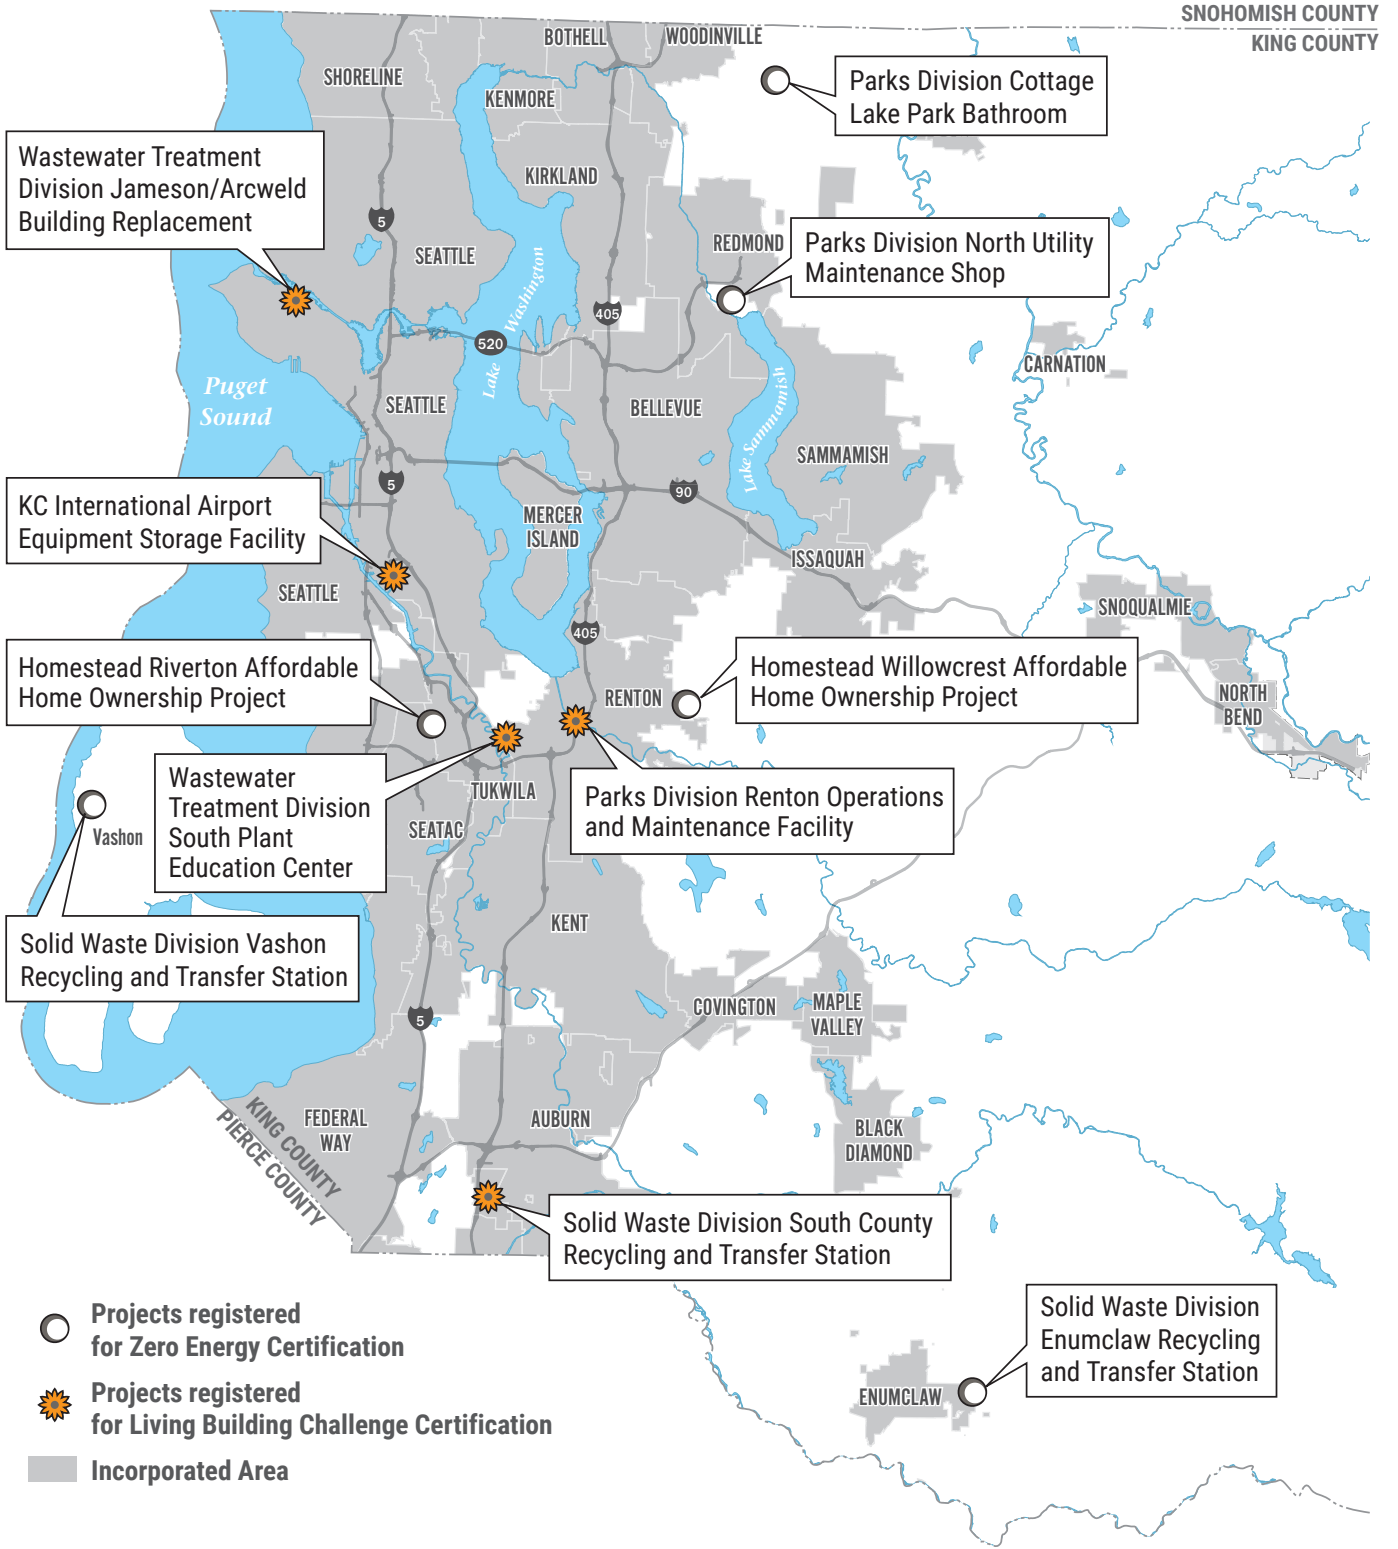 SNOHOMISH COUNTY
KING COUNTY
BOTHELL
WOODINVILLE
SHORELINE
KENMORE
Parks Division Cottage
Lake Park Bathroom
Wastewater Treatment
Division Jameson/Arcweld
Building Replacement
KIRKLAND
5
SEATTLE
REDMOND
Parks Division North Utility
Maintenance Shop
Lake Washington
405
520
CARNATION
Puget
Sound
SEATTLE
BELLEVUE
Lake Sammamish
SAMMAMISH
5
90
KC International Airport
Equipment Storage Facility
MERCER
ISLAND
ISSAQUAH
SEATTLE
SNOQUALMIE
405
Homestead Riverton Affordable
Home Ownership Project
Homestead Willowcrest Affordable
Home Ownership Project
RENTON
NORTH
BEND
Wastewater
Treatment Division
South Plant
Education Center
TUKWILA
Parks Division Renton Operations
and Maintenance Facility
SEATAC
Vashon
Solid Waste Division Vashon
Recycling and Transfer Station
KENT
COVINGTON
MAPLE
VALLEY
5
KING COUNTY
PIERCE COUNTY
FEDERAL
WAY
AUBURN
BLACK
DIAMOND
Solid Waste Division South County
Recycling and Transfer Station
Solid Waste Division
Enumclaw Recycling
and Transfer Station
ENUMCLAW
Projects registered
for Zero Energy Certification
Projects registered
for Living Building Challenge Certification
Incorporated Area